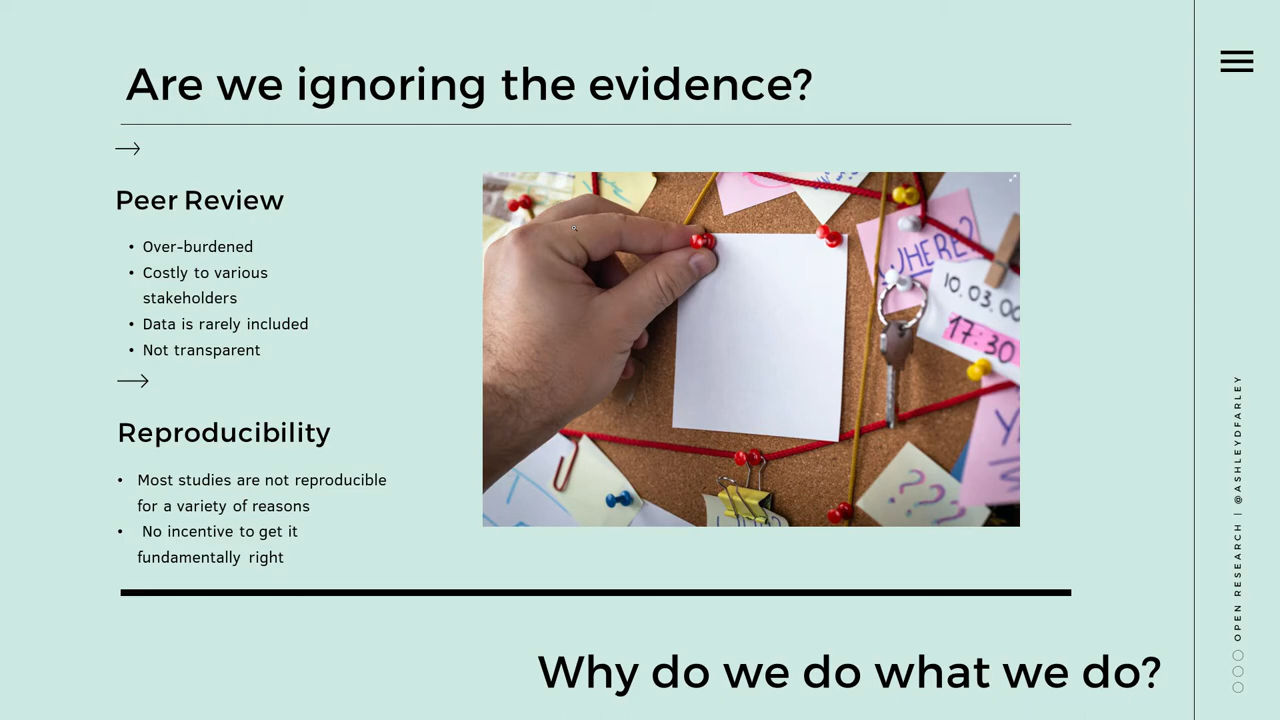 Are we ignoring the evidence?
Peer Review
• Over-burdened
• Costly to various
stakeholders
• Data is rarely included
• Not transparent
Reproducibility
• Most studies are not reproducible
for a variety of reasons
• No incentive to get it
fundamentally right
WHERE?
10.03.00
17:30
???
Why do we do what we do?
OPEN RESEARCH | @ASHLEYDFARLEY